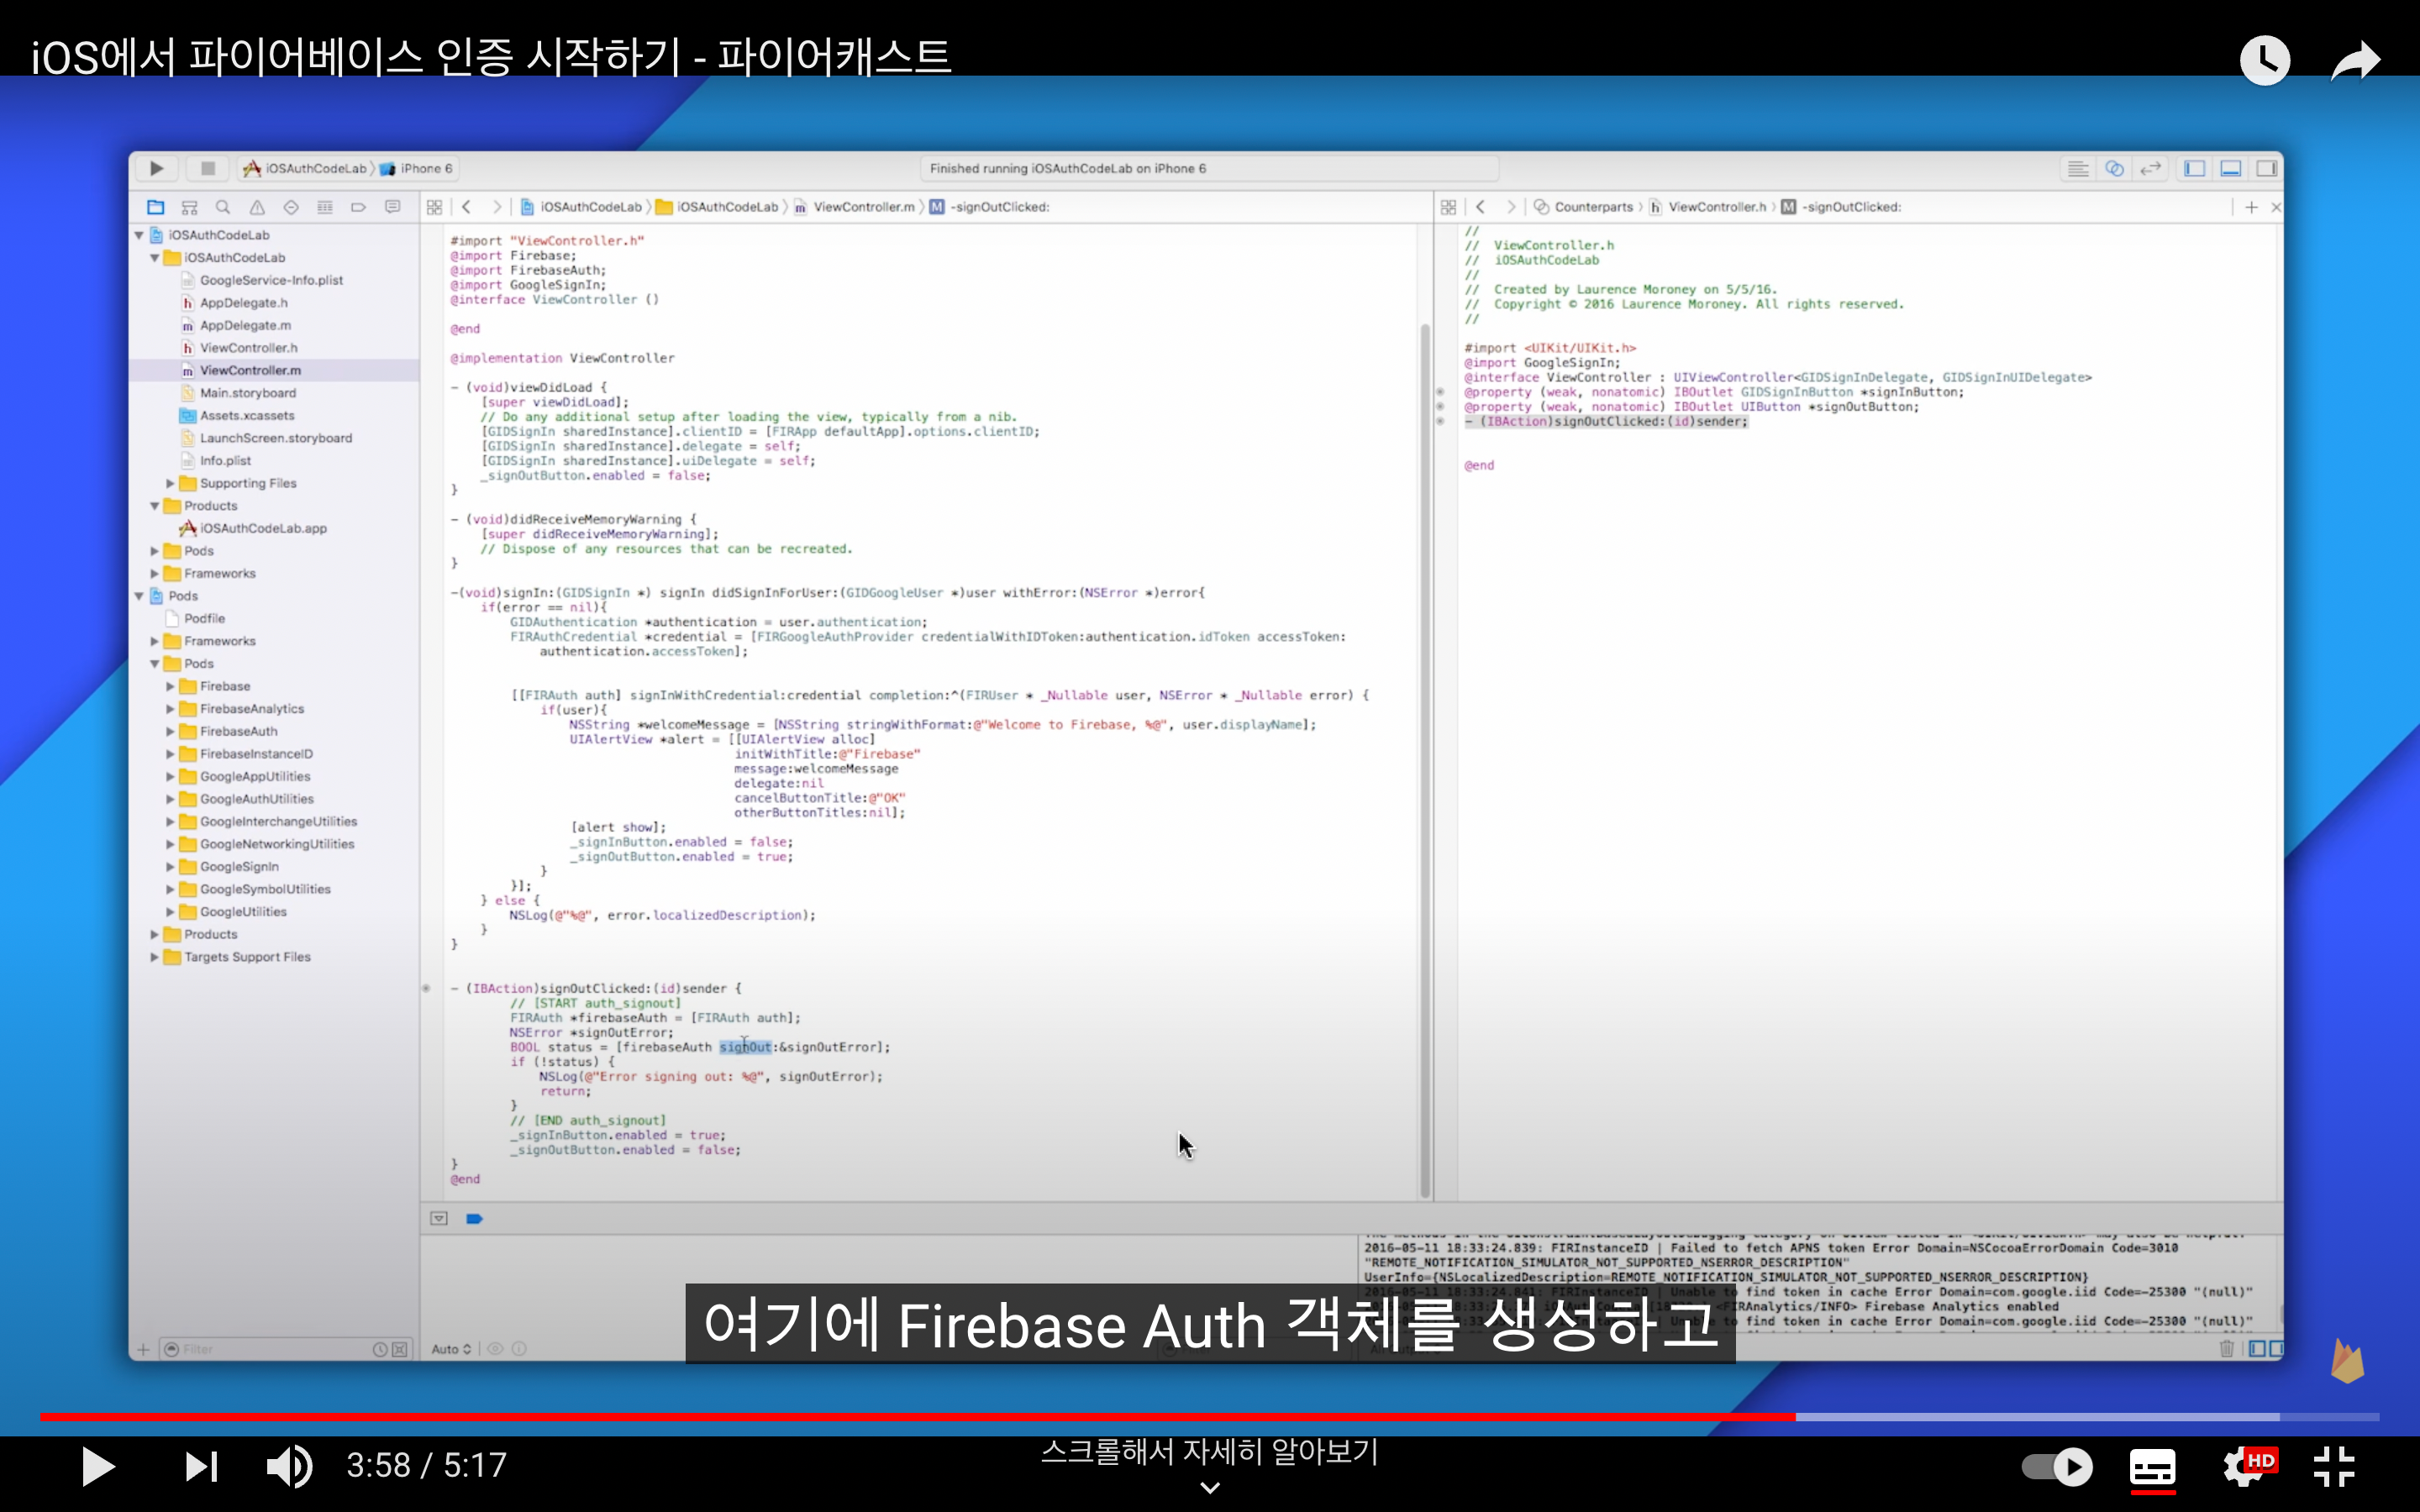 iOS에서 파이어베이스 인증 시작하기 - 파이어캐스트
iOSAuthCodeLab
iPhone 6
Finished running iOSAuthCodeLab on iPhone 6
iOSAuthCodeLab
iOSAuthCodeLab
GoogleService-Info.plist
AppDelegate.h
AppDelegate.m
ViewController.h
ViewController.m
Main.storyboard
Assets.xcassets
LaunchScreen.storyboard
Info.plist
Supporting Files
Products
iOSAuthCodeLab.app
Pods
Frameworks
Pods
Podfile
Frameworks
Pods
Firebase
FirebaseAnalytics
FirebaseAuth
FirebaseInstanceID
GoogleAppUtilities
GoogleAuthUtilities
GoogleInterchangeUtilities
GoogleNetworkingUtilities
GoogleSignIn
GoogleSymbolUtilities
GoogleUtilities
Products
Targets Support Files
Filter
iOSAuthCodeLab
iOSAuthCodeLab
ViewController.m
M -signOutClicked:
#import "ViewController.h"
@import Firebase;
@import FirebaseAuth;
@import GoogleSignIn;
@interface ViewController ()
@end
@implementation ViewController
- (void)viewDidLoad {
[super viewDidLoad];
// Do any additional setup after loading the view, typically from a nib.
[GIDSignIn sharedInstance].clientID = [FIRApp defaultApp].options.clientID;
[GIDSignIn sharedInstance].delegate = self;
[GIDSignIn sharedInstance].uiDelegate = self;
_signOutButton.enabled = false;
}
- (void)didReceiveMemoryWarning {
[super didReceiveMemoryWarning];
// Dispose of any resources that can be recreated.
}
-(void)signIn:(GIDSignIn *) signIn didSignInForUser:(GIDGoogleUser *)user withError:(NSError *)error{
if(error == nil){
GIDAuthentication *authentication = user.authentication;
FIRAuthCredential *credential = [FIRGoogleAuthProvider credentialWithIDToken:authentication.idToken accessToken:
authentication.accessToken];
[[FIRAuth auth] signInWithCredential:credential completion:^(FIRUser * _Nullable user, NSError * _Nullable error) {
if(user){
NSString *welcomeMessage = [NSString stringWithFormat:@"Welcome to Firebase, %@", user.displayName];
UIAlertView *alert = [[UIAlertView alloc]
initWithTitle:@"Firebase"
message:welcomeMessage
delegate:nil
cancelButtonTitle:@"OK"
otherButtonTitles:nil];
[alert show];
_signInButton.enabled = false;
_signOutButton.enabled = true;
}
}];
} else {
NSLog(@"%@", error.localizedDescription);
}
}
- (IBAction)signOutClicked:(id)sender {
// [START auth_signout]
FIRAuth *firebaseAuth = [FIRAuth auth];
NSError *signOutError;
BOOL status = [firebaseAuth signOut:&signOutError];
if (!status) {
NSLog(@"Error signing out: %@", signOutError);
return;
}
// [END auth_signout]
_signInButton.enabled = true;
_signOutButton.enabled = false;
}
@end
Counterparts
ViewController.h
M -signOutClicked:
//
// ViewController.h
// iOSAuthCodeLab
//
// Created by Laurence Moroney on 5/5/16.
// Copyright © 2016 Laurence Moroney. All rights reserved.
//
#import <UIKit/UIKit.h>
@import GoogleSignIn;
@interface ViewController : UIViewController<GIDSignInDelegate, GIDSignInUIDelegate>
@property (weak, nonatomic) IBOutlet GIDSignInButton *signInButton;
@property (weak, nonatomic) IBOutlet UIButton *signOutButton;
- (IBAction)signOutClicked:(id)sender;
@end
2016-05-11 18:33:24.839: FIRInstanceID | Failed to fetch APNS token Error Domain=NSCocoaErrorDomain Code=3010
"REMOTE_NOTIFICATION_SIMULATOR_NOT_SUPPORTED_NSERROR_DESCRIPTION"
UserInfo={NSLocalizedDescription=REMOTE_NOTIFICATION_SIMULATOR_NOT_SUPPORTED_NSERROR_DESCRIPTION}
2016-05-11 18:33:24.841: FIRInstanceID | Unable to find token in cache Error Domain=com.google.iid Code=-25300 "(null)"
<FIRAnalytics/INFO> Firebase Analytics enabled
to find token in cache Error Domain=com.google.iid Code=-25300 "(null)"
Auto
여기에 Firebase Auth 객체를 생성하고
3:58 / 5:17
스크롤해서 자세히 알아보기
HD